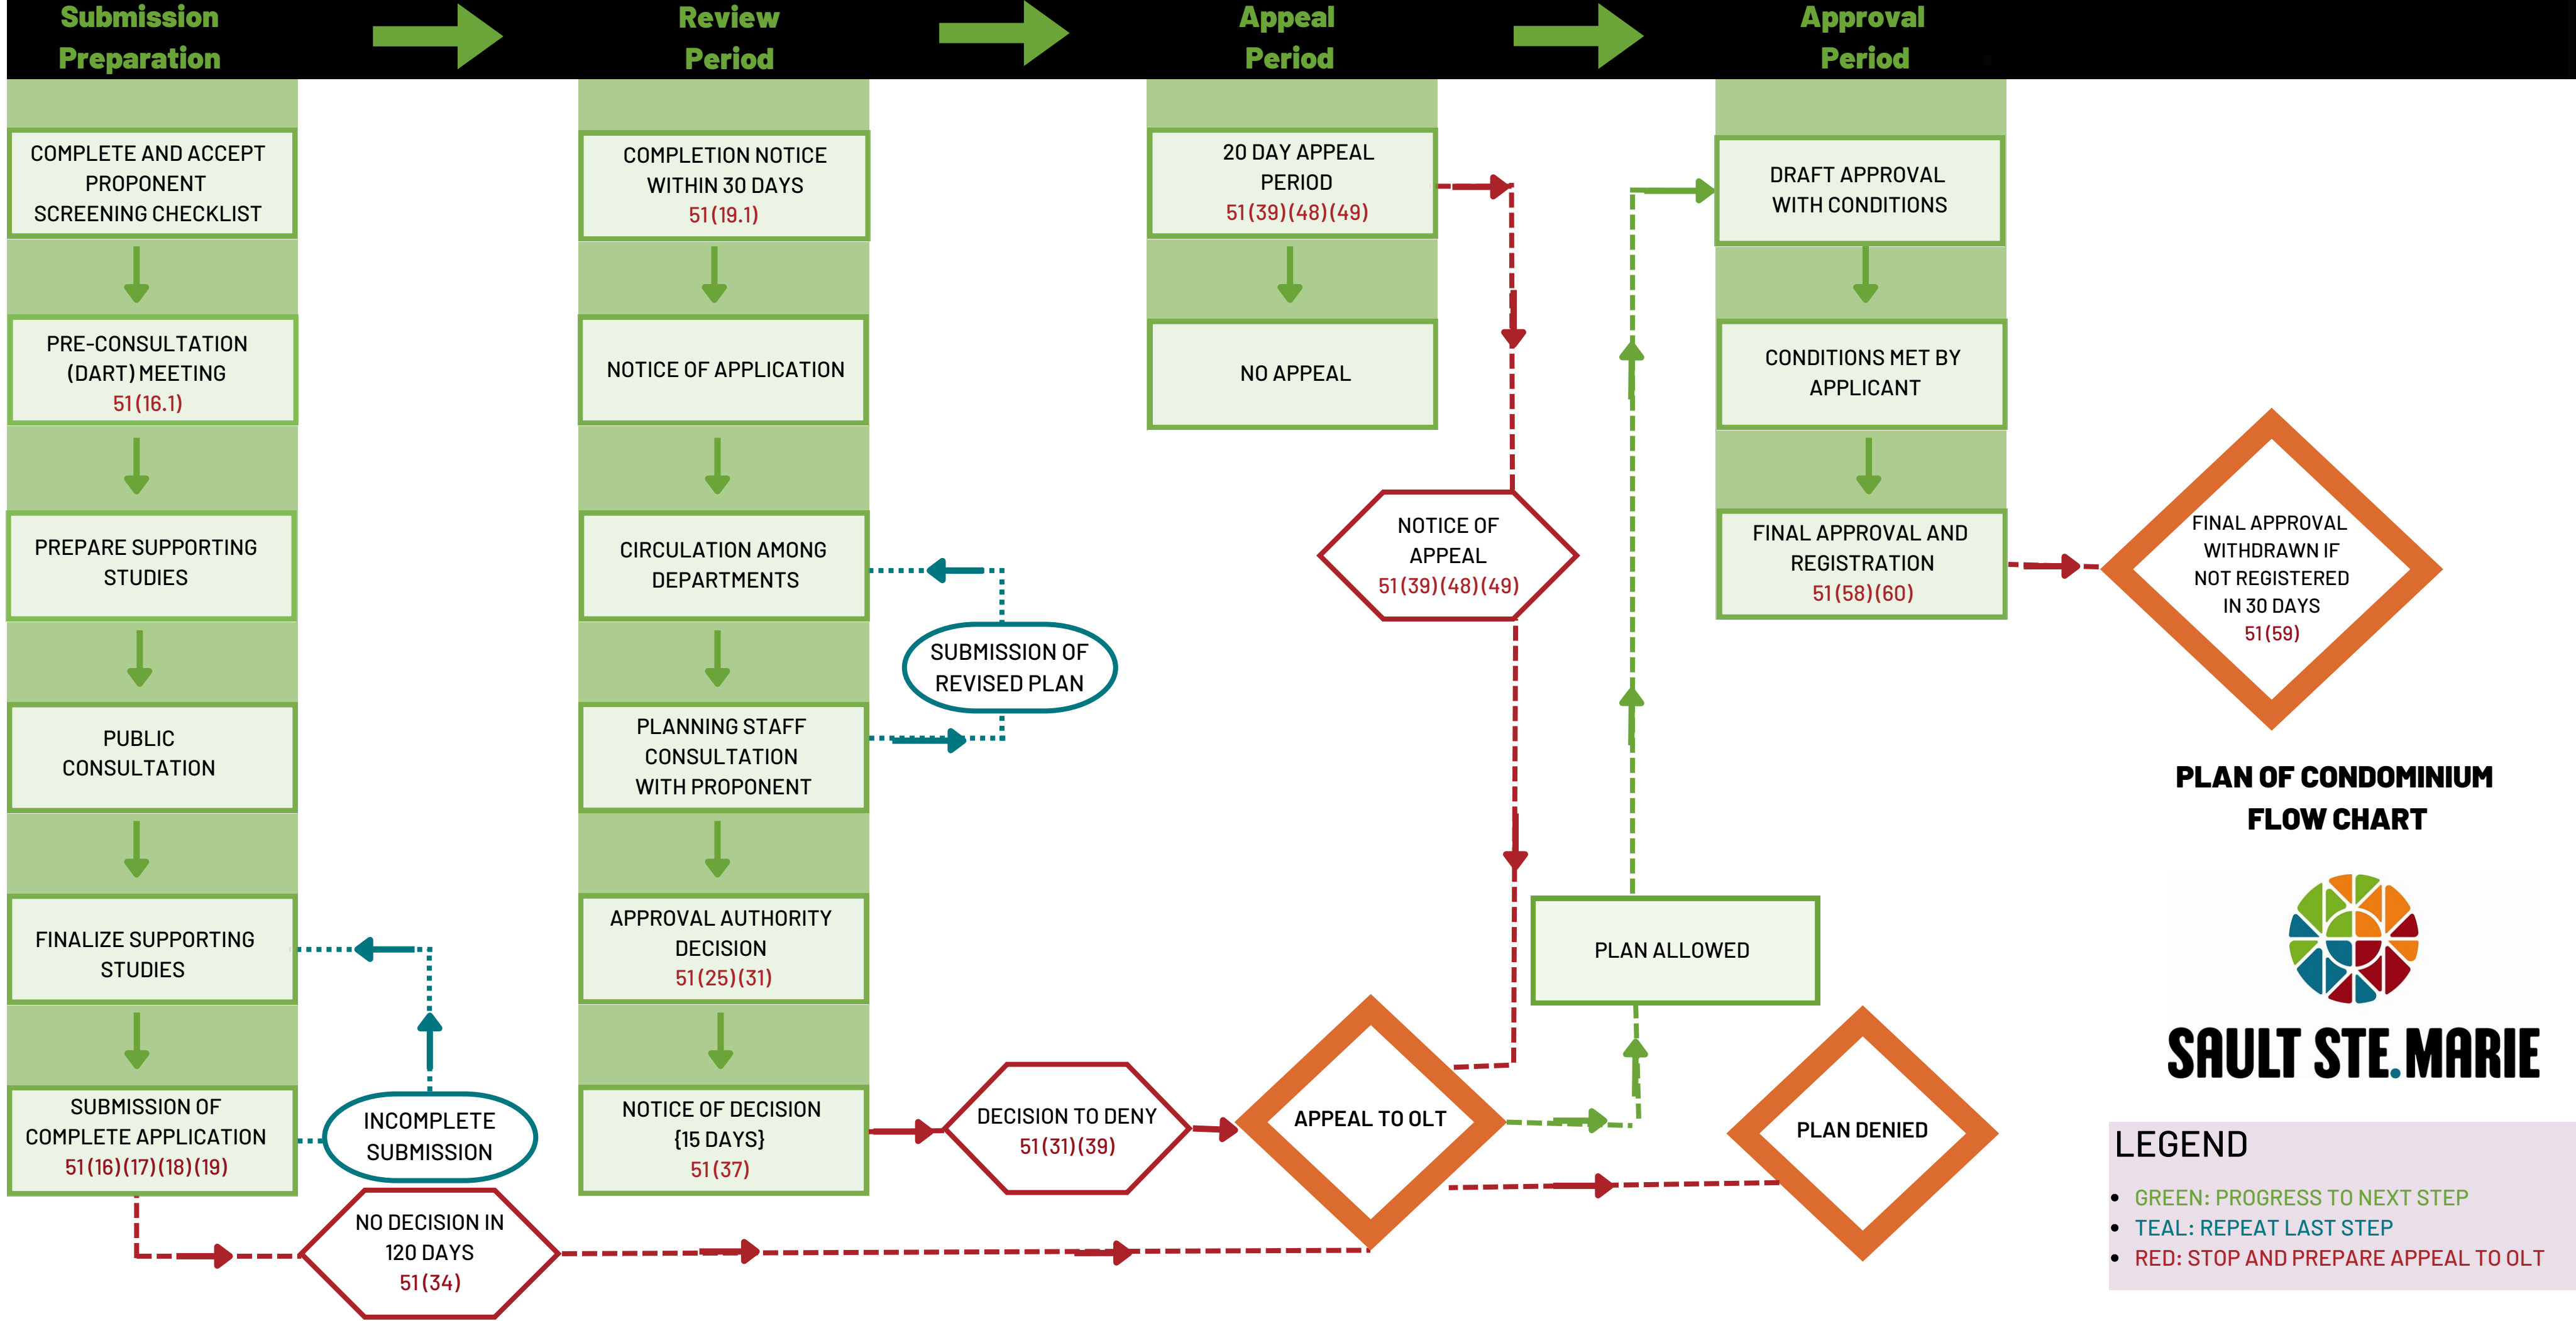 Submission
Preparation
Review
Period
Appeal
Period
Approval
Period
COMPLETE AND ACCEPT
PROPONENT
SCREENING CHECKLIST
PRE-CONSULTATION
(DART) MEETING
51 (16.1)
PREPARE SUPPORTING
STUDIES
PUBLIC
CONSULTATION
FINALIZE SUPPORTING
STUDIES
SUBMISSION OF
COMPLETE APPLICATION
51 (16) (17) (18) (19)
INCOMPLETE
SUBMISSION
NO DECISION IN
120 DAYS
51 (34)
COMPLETION NOTICE
WITHIN 30 DAYS
51 (19.1)
NOTICE OF APPLICATION
CIRCULATION AMONG
DEPARTMENTS
SUBMISSION OF
REVISED PLAN
PLANNING STAFF
CONSULTATION
WITH PROPONENT
APPROVAL AUTHORITY
DECISION
51 (25) (31)
NOTICE OF DECISION
{15 DAYS}
51 (37)
DECISION TO DENY
51 (31) (39)
20 DAY APPEAL
PERIOD
51 (39) (48) (49)
NO APPEAL
NOTICE OF
APPEAL
51 (39) (48) (49)
APPEAL TO OLT
PLAN ALLOWED
PLAN DENIED
DRAFT APPROVAL
WITH CONDITIONS
CONDITIONS MET BY
APPLICANT
FINAL APPROVAL AND
REGISTRATION
51 (58) (60)
FINAL APPROVAL
WITHDRAWN IF
NOT REGISTERED
IN 30 DAYS
51 (59)
PLAN OF CONDOMINIUM
FLOW CHART
SAULT STE.MARIE
LEGEND
• GREEN: PROGRESS TO NEXT STEP
• TEAL: REPEAT LAST STEP
• RED: STOP AND PREPARE APPEAL TO OLT